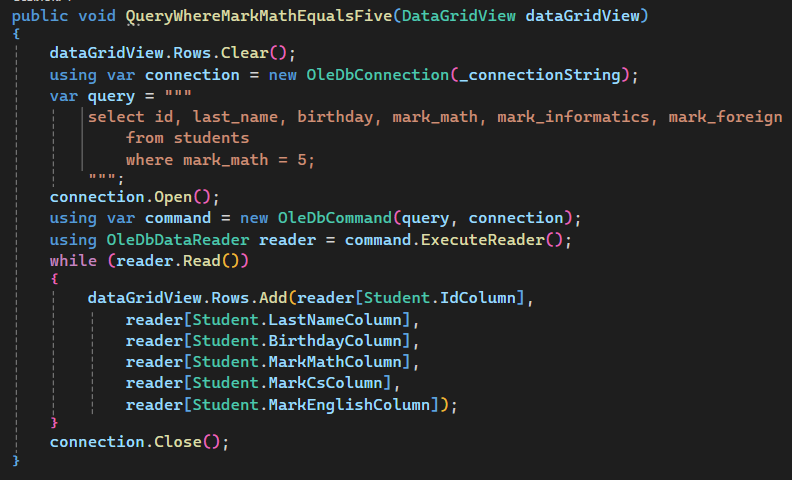 public void QueryWhereMarkMathEqualsFive(DataGridView dataGridView)
{
dataGridView.Rows.Clear();
using var connection = new OleDbConnection(_connectionString);
var query = """
select id, last_name, birthday, mark_math, mark_informatics, mark_foreign
from students
where mark_math = 5;
""";
connection.Open();
using var command = new OleDbCommand(query, connection);
using OleDbDataReader reader = command.ExecuteReader();
while (reader.Read())
{
dataGridView.Rows.Add(reader[Student.IdColumn],
reader[Student.LastNameColumn],
reader[Student.BirthdayColumn],
reader[Student.MarkMathColumn],
reader[Student.MarkCsColumn],
reader[Student.MarkEnglishColumn]);
}
connection.Close();
}